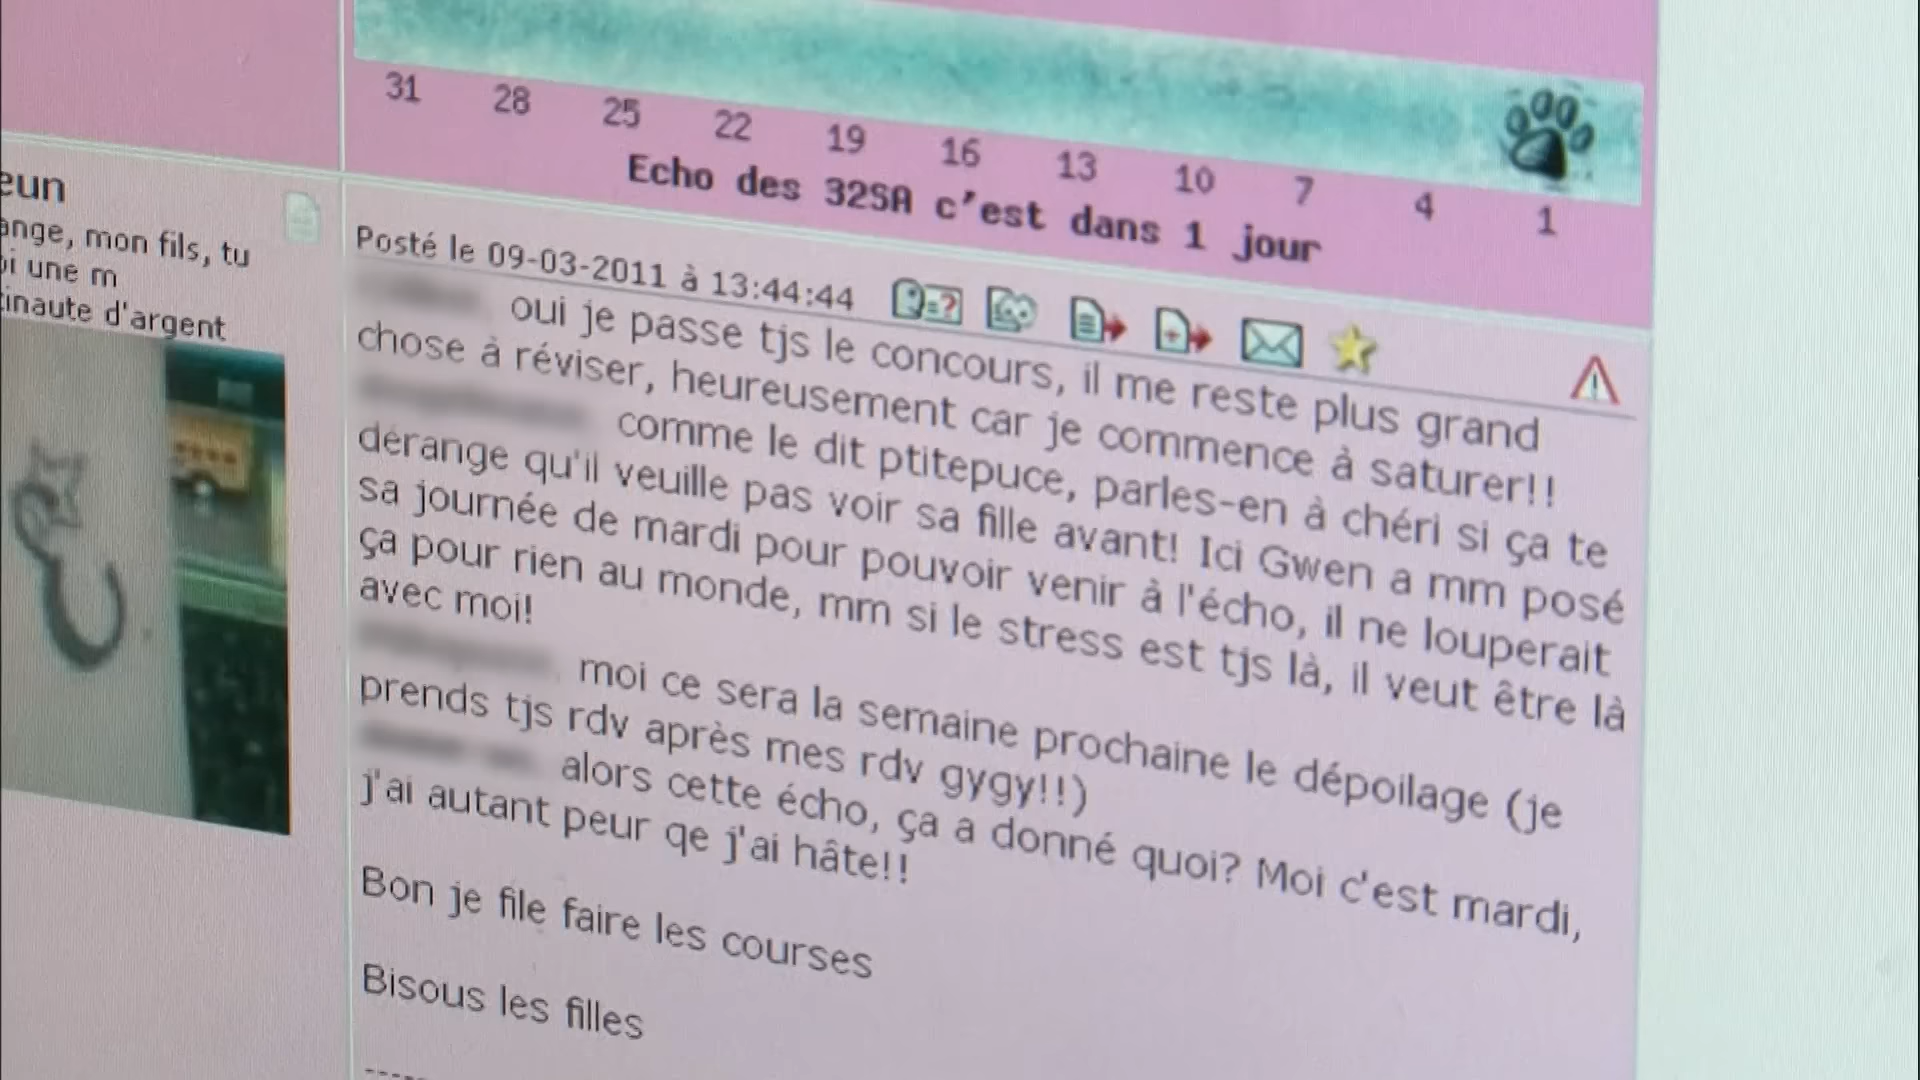 31 28 25 22 19 16 13 10 7 4 1
Echo des 32SA c'est dans 1 jour
eun
ange, mon fils, tu
oi une m
tinaute d'argent
Posté le 09-03-2011 à 13:44:44
oui je passe tjs le concours, il me reste plus grand
chose à réviser, heureusement car je commence à saturer!!
comme le dit ptitepuce, parles-en à chéri si ça te
dérange qu'il veuille pas voir sa fille avant! Ici Gwen a mm posé
sa journée de mardi pour pouvoir venir à l'écho, il ne louperait
ça pour rien au monde, mm si le stress est tjs là, il veut être là
avec moi!
moi ce sera la semaine prochaine le dépoilage (je
prends tjs rdv après mes rdv gygy!!)
alors cette écho, ça a donné quoi? Moi c'est mardi,
j'ai autant peur qe j'ai hâte!!
Bon je file faire les courses
Bisous les filles